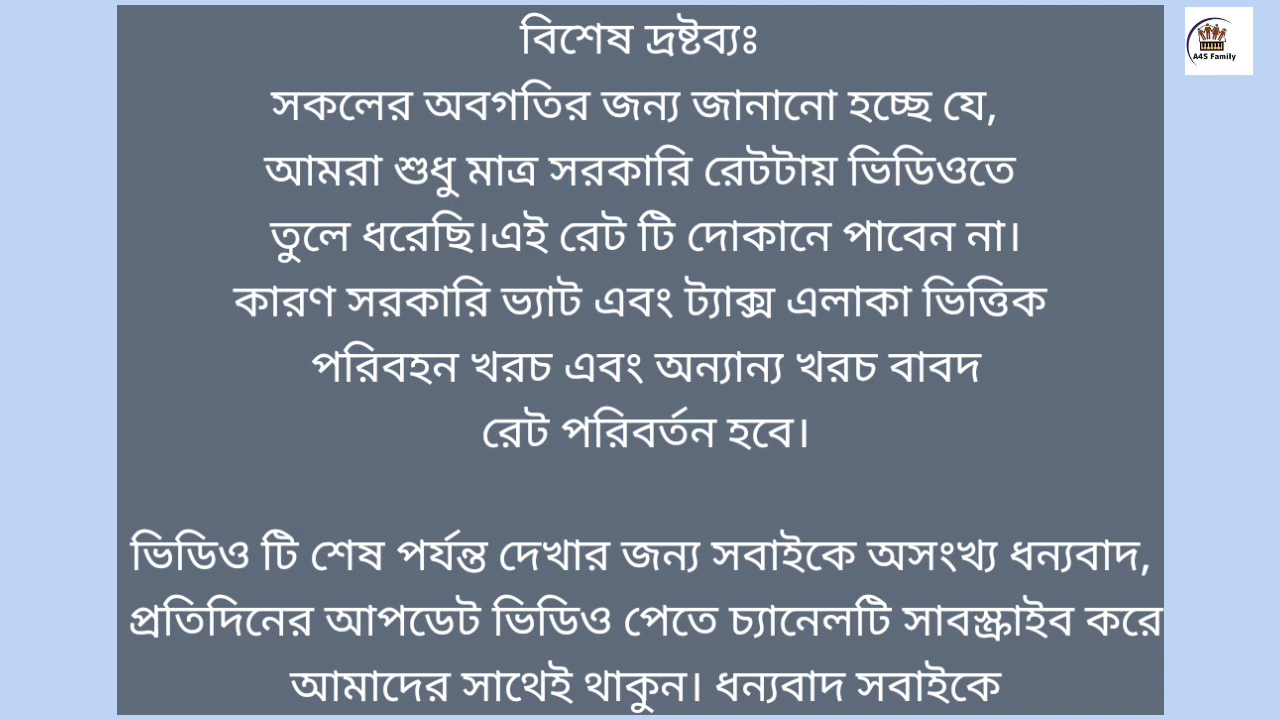 বিশেষ দ্রষ্টব্যঃ
সকলের অবগতির জন্য জানানো হচ্ছে যে,
আমরা শুধু মাত্র সরকারি রেটটায় ভিডিওতে
তুলে ধরেছি।এই রেট টি দোকানে পাবেন না।
কারণ সরকারি ভ্যাট এবং ট্যাক্স এলাকা ভিত্তিক
পরিবহন খরচ এবং অন্যান্য খরচ বাবদ
রেট পরিবর্তন হবে।
ভিডিও টি শেষ পর্যন্ত দেখার জন্য সবাইকে অসংখ্য ধন্যবাদ,
প্রতিদিনের আপডেট ভিডিও পেতে চ্যানেলটি সাবস্ক্রাইব করে
আমাদের সাথেই থাকুন। ধন্যবাদ সবাইকে
A4S Family